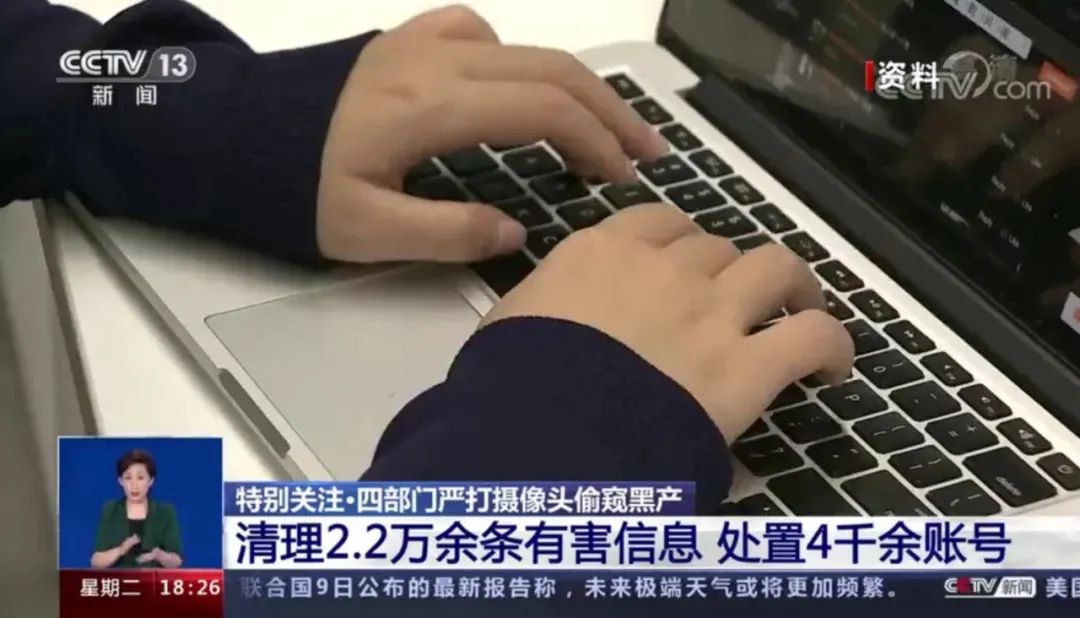 CCTV 13
新闻
资料
CCTV.com
高清
特别关注·四部门严打摄像头偷窥黑产
清理2.2万余条有害信息 处置4千余账号
星期二 18:26
联合国9日公布的最新报告称，未来极端天气或将更加频繁。 CCTV 新闻 美国